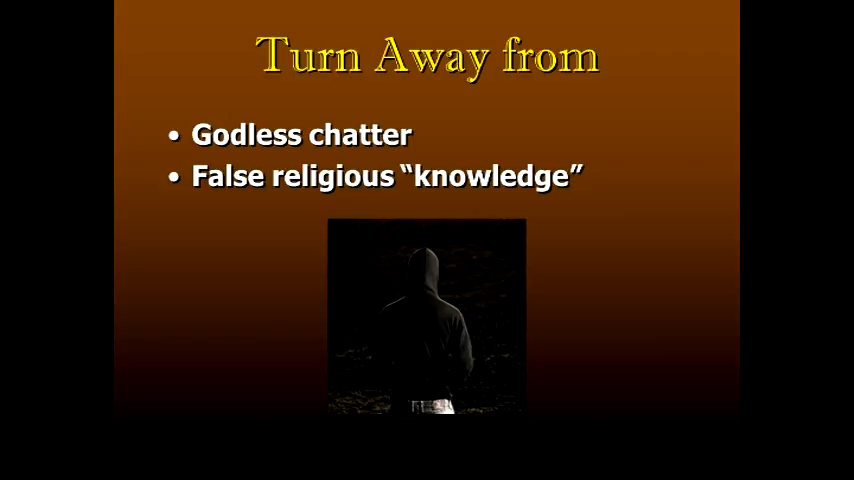 Turn Away from
• Godless chatter
• False religious “knowledge”